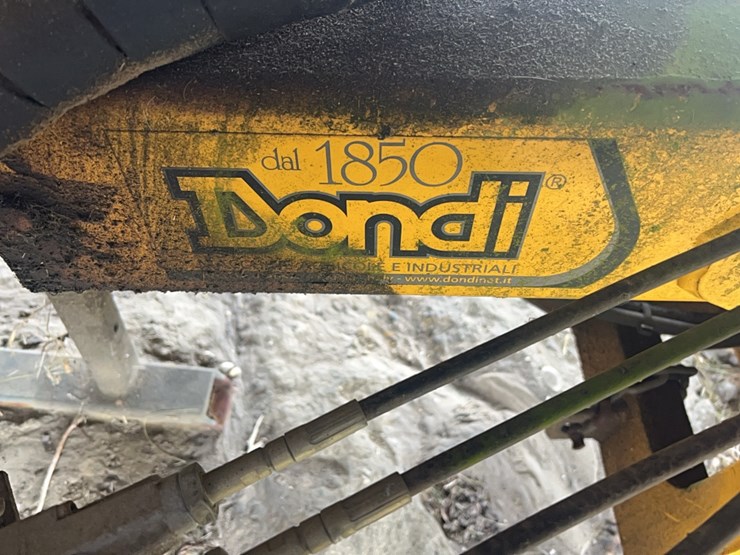 dal 1850
Dondi®
E INDUSTRIALI
www.dondinet.it